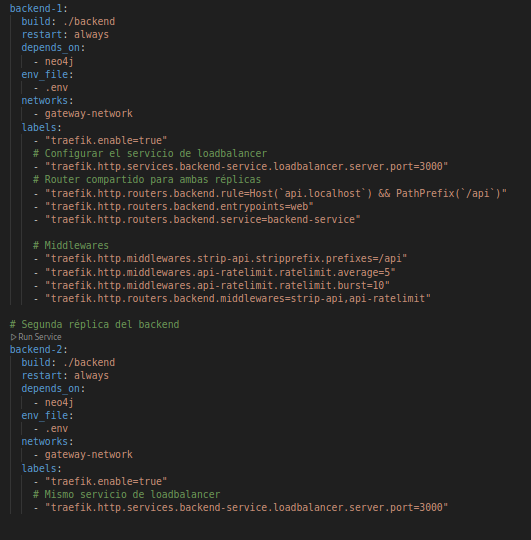 backend-1:
build: ./backend
restart: always
depends_on:
- neo4j
env_file:
- .env
networks:
- gateway-network
labels:
- "traefik.enable=true"
# Configurar el servicio de loadbalancer
- "traefik.http.services.backend-service.loadbalancer.server.port=3000"
# Router compartido para ambas réplicas
- "traefik.http.routers.backend.rule=Host(`api.localhost`) && PathPrefix(`/api`)"
- "traefik.http.routers.backend.entrypoints=web"
- "traefik.http.routers.backend.service=backend-service"
# Middlewares
- "traefik.http.middlewares.strip-api.stripprefix.prefixes=/api"
- "traefik.http.middlewares.api-ratelimit.ratelimit.average=5"
- "traefik.http.middlewares.api-ratelimit.ratelimit.burst=10"
- "traefik.http.routers.backend.middlewares=strip-api,api-ratelimit"
# Segunda réplica del backend
▷ Run Service
backend-2:
build: ./backend
restart: always
depends_on:
- neo4j
env_file:
- .env
networks:
- gateway-network
labels:
- "traefik.enable=true"
# Mismo servicio de loadbalancer
- "traefik.http.services.backend-service.loadbalancer.server.port=3000"